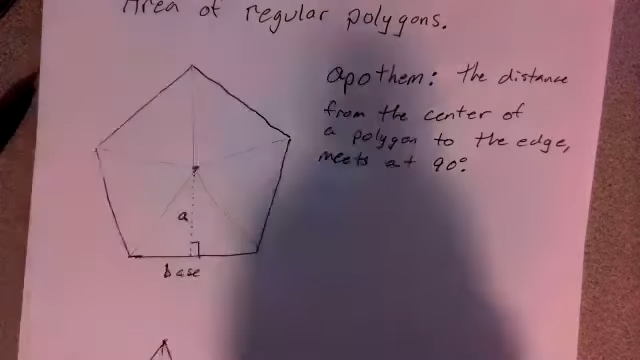 Area of regular polygons.
apothem: the distance
from the center of
a polygon to the edge,
meets at 90°
a
base